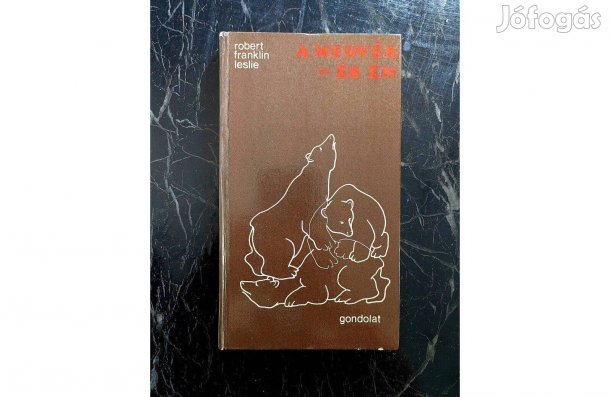 Jófogás
robert
franklin
leslie
A MEDVÉK
– ÉS ÉN
gondolat